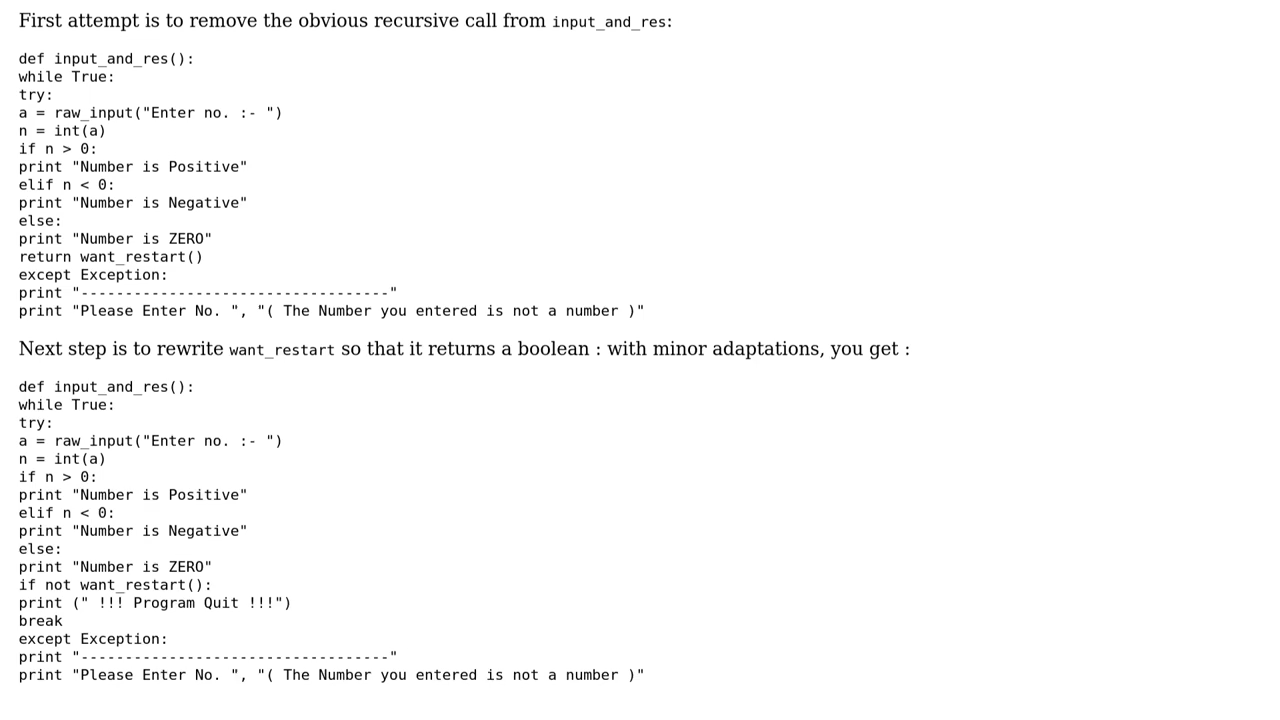 First attempt is to remove the obvious recursive call from input_and_res:
def input_and_res():
while True:
try:
a = raw_input("Enter no. :- ")
n = int(a)
if n > 0:
print "Number is Positive"
elif n < 0:
print "Number is Negative"
else:
print "Number is ZERO"
return want_restart()
except Exception:
print "-----------------------------------"
print "Please Enter No. ", "( The Number you entered is not a number )"
Next step is to rewrite want_restart so that it returns a boolean : with minor adaptations, you get :
def input_and_res():
while True:
try:
a = raw_input("Enter no. :- ")
n = int(a)
if n > 0:
print "Number is Positive"
elif n < 0:
print "Number is Negative"
else:
print "Number is ZERO"
if not want_restart():
print (" !!! Program Quit !!!")
break
except Exception:
print "-----------------------------------"
print "Please Enter No. ", "( The Number you entered is not a number )"